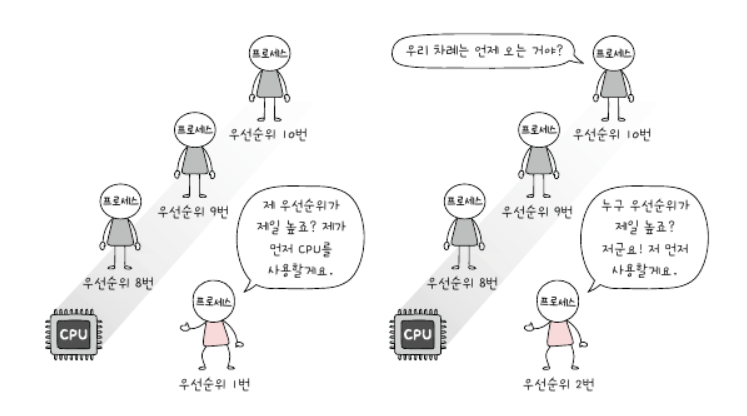 프로세스
우선순위 10번
프로세스
우선순위 9번
프로세스
우선순위 8번
제 우선순위가
제일 높죠? 제가
먼저 CPU를
사용할게요.
프로세스
우선순위 1번
CPU
우리 차례는 언제 오는 거야?
프로세스
우선순위 10번
프로세스
우선순위 9번
프로세스
우선순위 8번
누구 우선순위가
제일 높죠?
저군요! 저 먼저
사용할게요.
프로세스
우선순위 2번
CPU